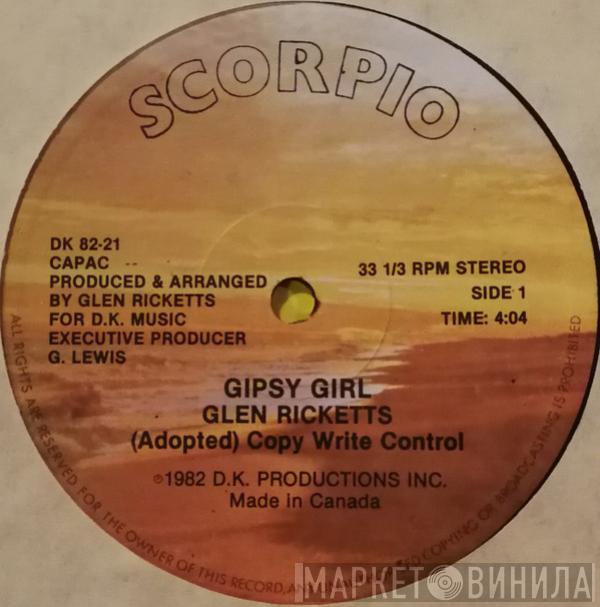 SCORPIO
DK 82-21
CAPAC --
PRODUCED & ARRANGED
BY GLEN RICKETTS
FOR D.K. MUSIC
EXECUTIVE PRODUCER
G. LEWIS
33 1/3 RPM STEREO
SIDE 1
TIME: 4:04
GIPSY GIRL
GLEN RICKETTS
(Adopted) Copy Write Control
℗1982 D.K. PRODUCTIONS INC.
Made in Canada
ALL RIGHTS ARE RESERVED FOR THE OWNER OF THIS RECORD, COPYING OR BROADCASTING IS PROHIBITED
МАРКЕТ ВИНИЛА